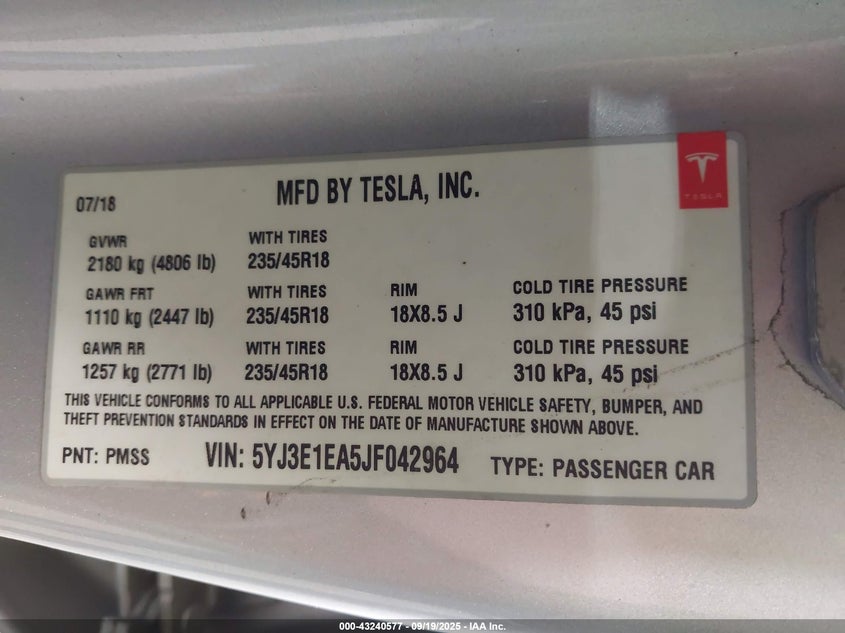 07/18
MFD BY TESLA, INC.
TESLA
GVWR
2180 kg (4806 lb)
WITH TIRES
235/45R18
GAWR FRT
1110 kg (2447 lb)
WITH TIRES
235/45R18
RIM
18X8.5 J
COLD TIRE PRESSURE
310 kPa, 45 psi
GAWR RR
1257 kg (2771 lb)
WITH TIRES
235/45R18
RIM
18X8.5 J
COLD TIRE PRESSURE
310 kPa, 45 psi
THIS VEHICLE CONFORMS TO ALL APPLICABLE U.S. FEDERAL MOTOR VEHICLE SAFETY, BUMPER, AND
THEFT PREVENTION STANDARDS IN EFFECT ON THE DATE OF MANUFACTURE SHOWN ABOVE.
PNT: PMSS
VIN: 5YJ3E1EA5JF042964
TYPE: PASSENGER CAR
000-43240577 - 09/19/2025 - IAA Inc.